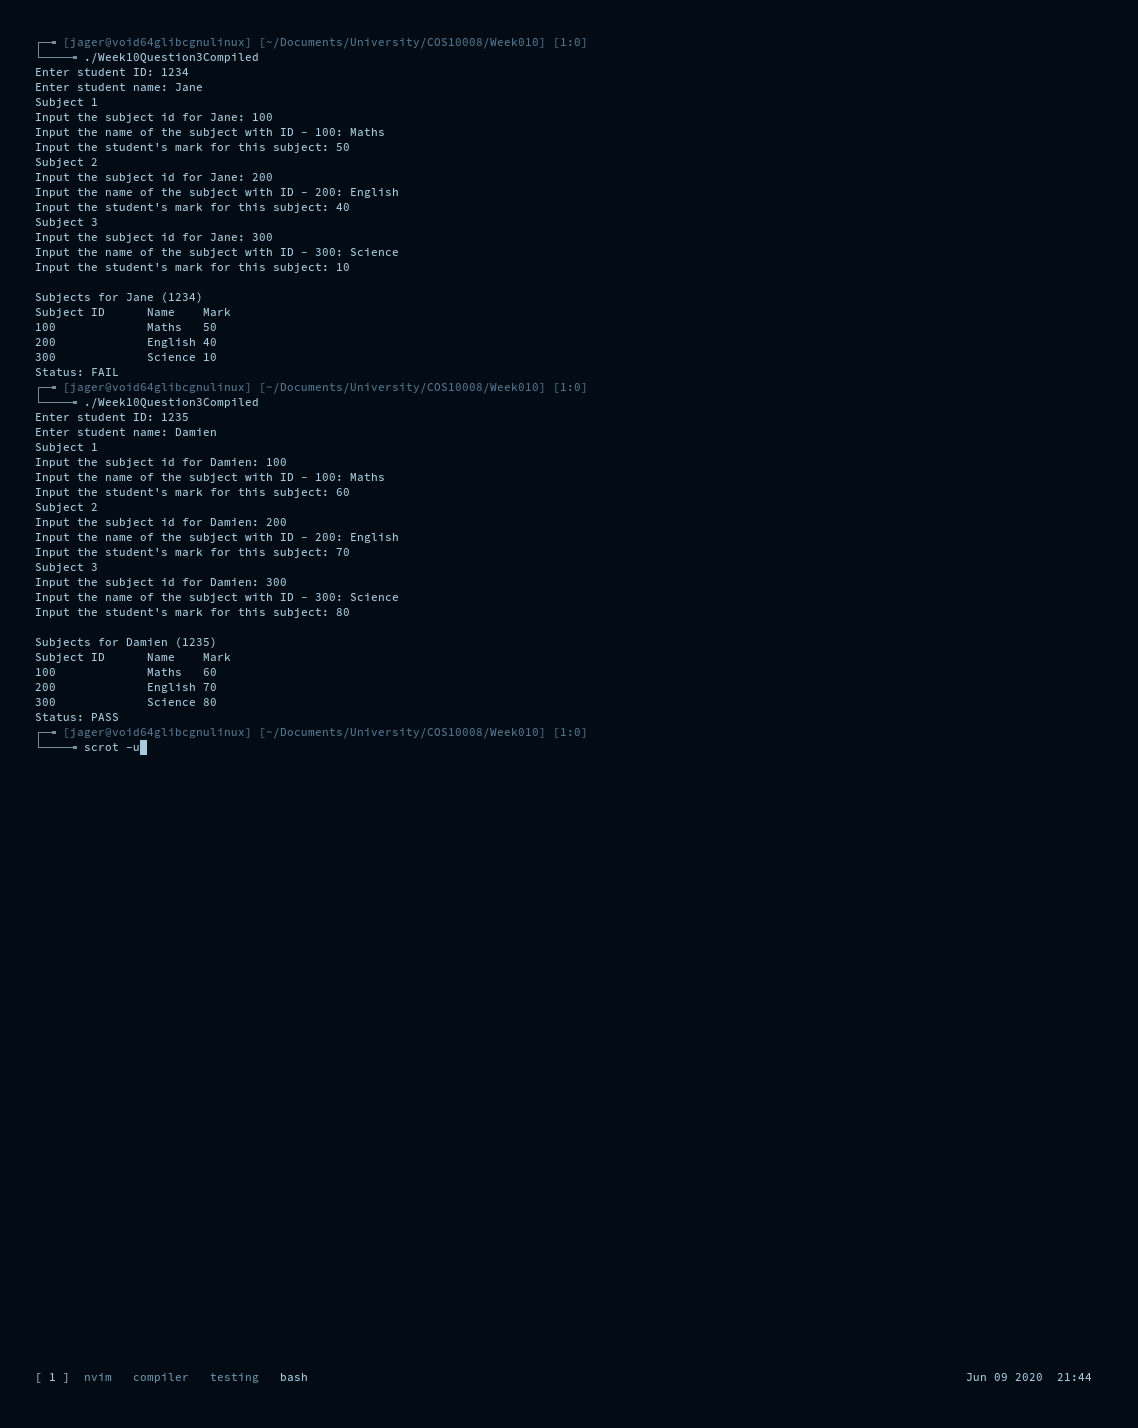 [jager@void64glibcgnulinux] [~/Documents/University/COS10008/Week010] [1:0]
./Week10Question3Compiled
Enter student ID: 1234
Enter student name: Jane
Subject 1
Input the subject id for Jane: 100
Input the name of the subject with ID - 100: Maths
Input the student's mark for this subject: 50
Subject 2
Input the subject id for Jane: 200
Input the name of the subject with ID - 200: English
Input the student's mark for this subject: 40
Subject 3
Input the subject id for Jane: 300
Input the name of the subject with ID - 300: Science
Input the student's mark for this subject: 10

Subjects for Jane (1234)
Subject ID      Name    Mark
100             Maths   50
200             English 40
300             Science 10
Status: FAIL
[jager@void64glibcgnulinux] [~/Documents/University/COS10008/Week010] [1:0]
./Week10Question3Compiled
Enter student ID: 1235
Enter student name: Damien
Subject 1
Input the subject id for Damien: 100
Input the name of the subject with ID - 100: Maths
Input the student's mark for this subject: 60
Subject 2
Input the subject id for Damien: 200
Input the name of the subject with ID - 200: English
Input the student's mark for this subject: 70
Subject 3
Input the subject id for Damien: 300
Input the name of the subject with ID - 300: Science
Input the student's mark for this subject: 80

Subjects for Damien (1235)
Subject ID      Name    Mark
100             Maths   60
200             English 70
300             Science 80
Status: PASS
[jager@void64glibcgnulinux] [~/Documents/University/COS10008/Week010] [1:0]
scrot -u
[ 1 ]  nvim   compiler   testing   bash   Jun 09 2020  21:44